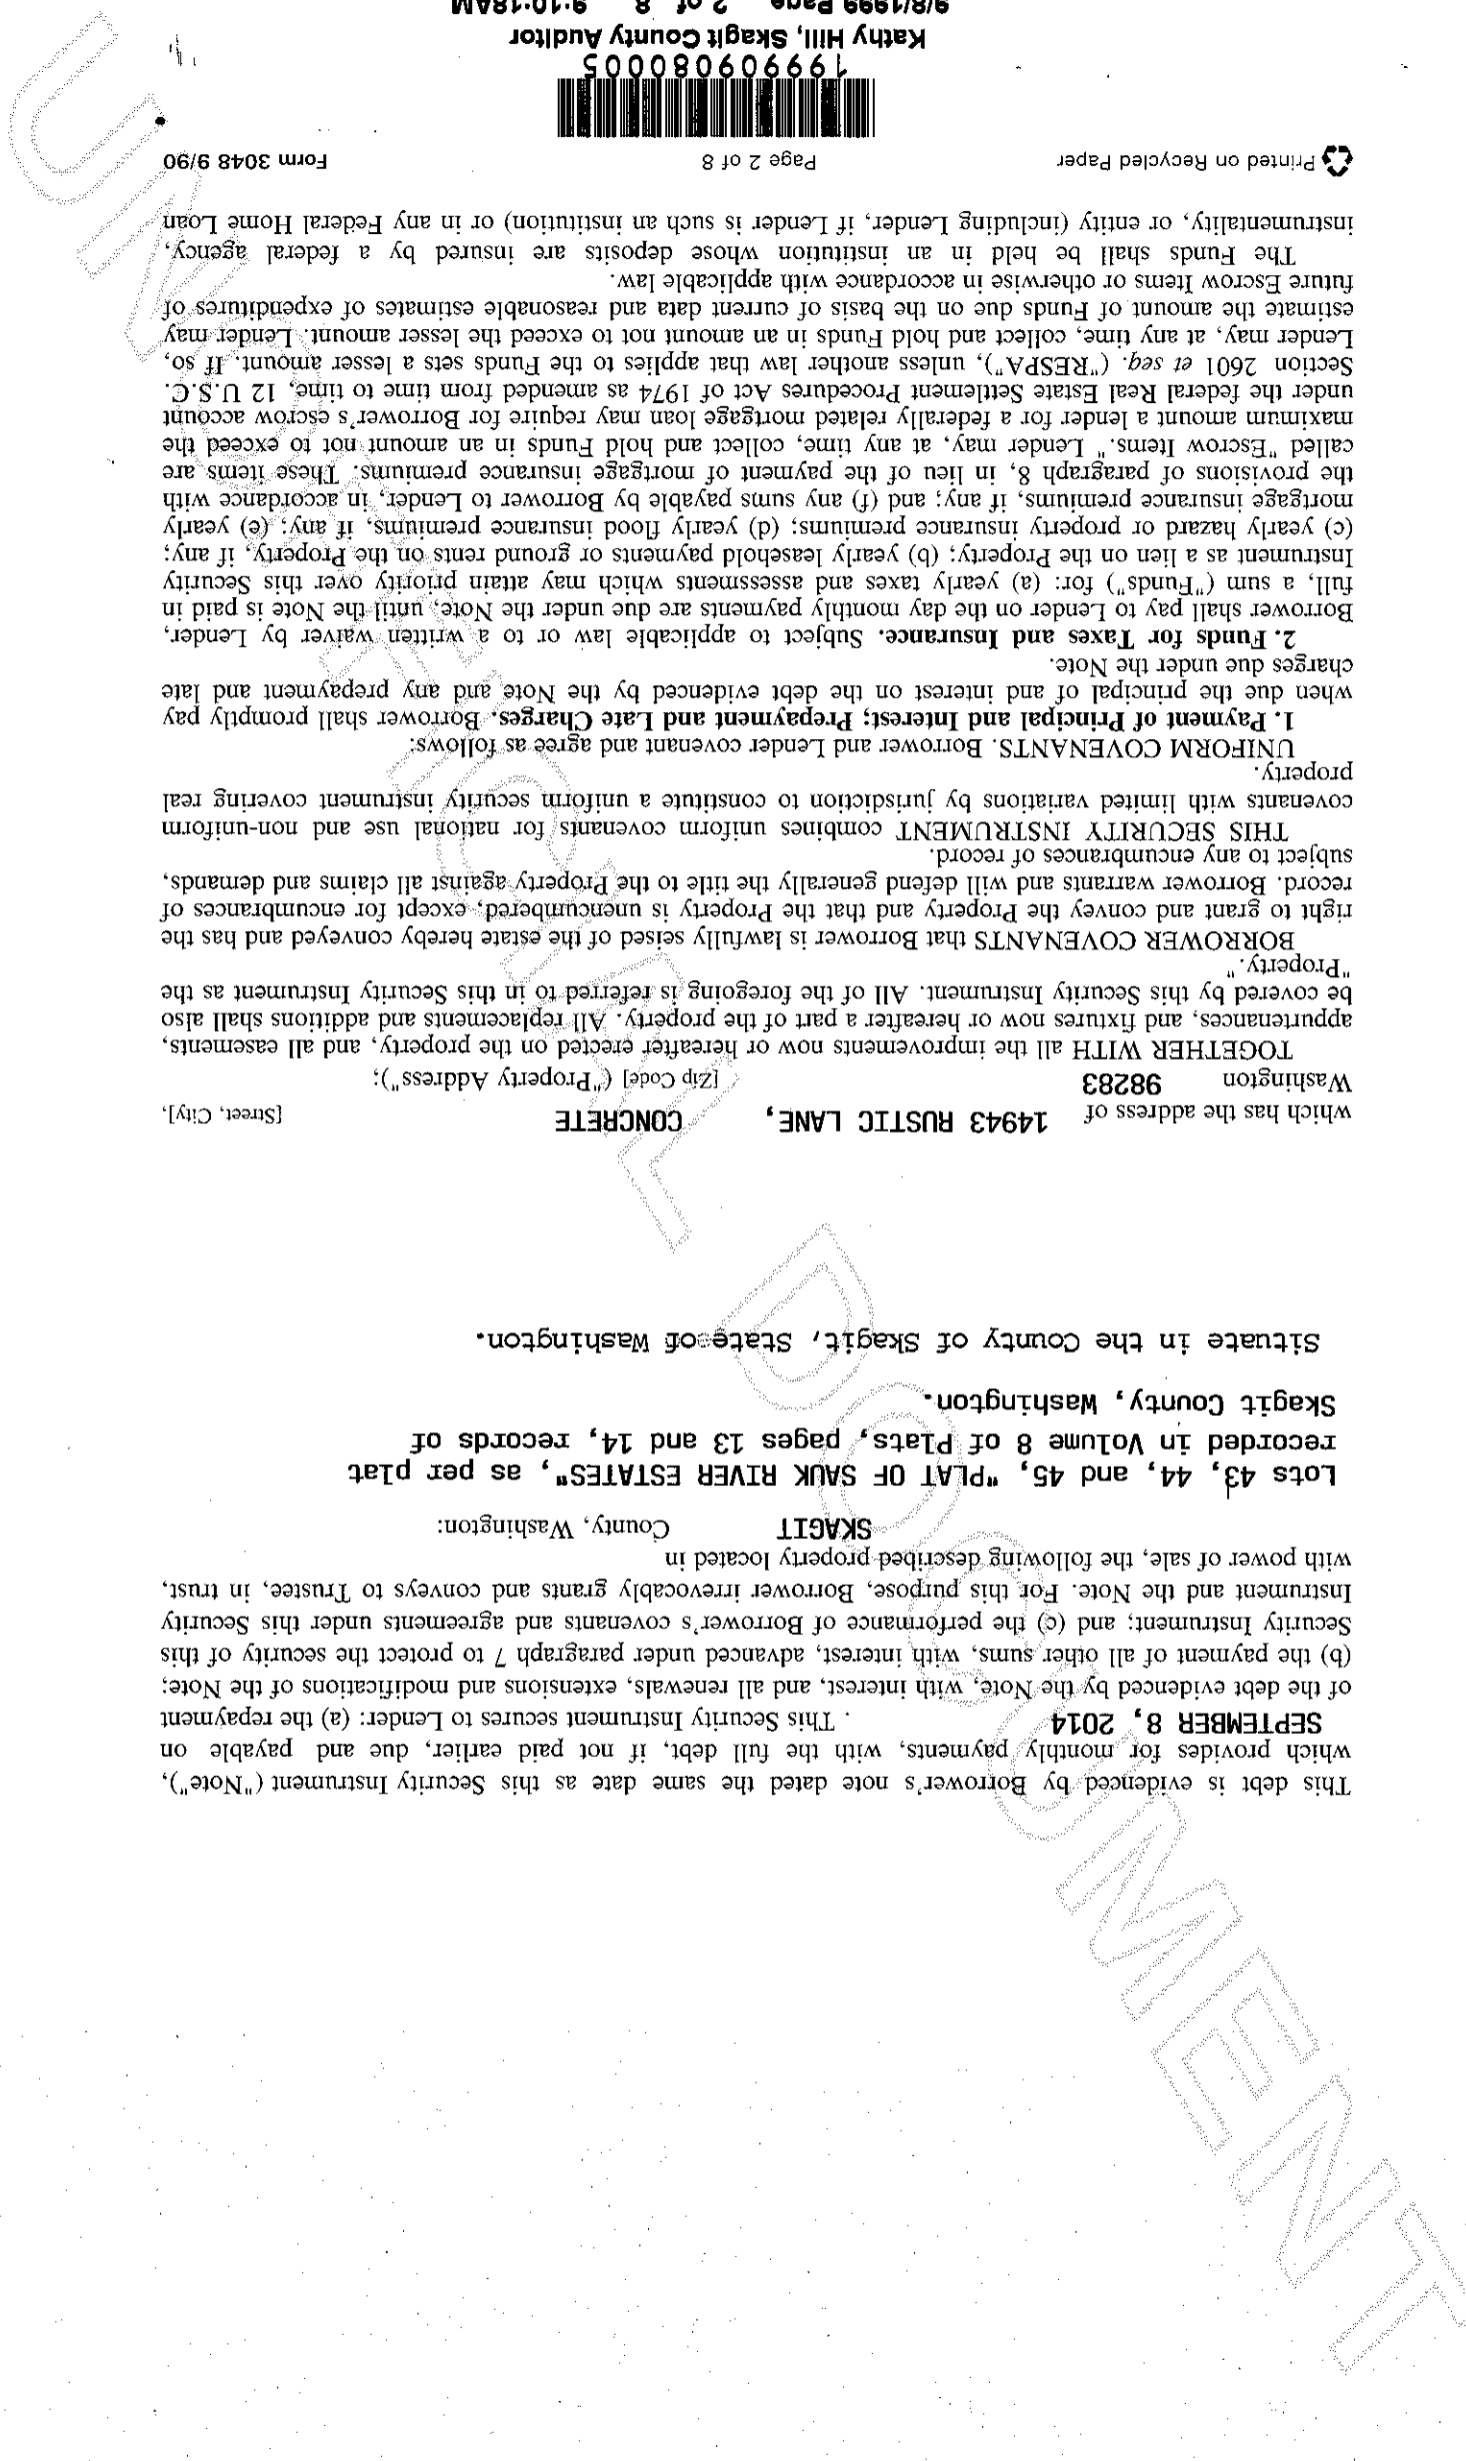 This debt is evidenced by Borrower's note dated the same date as this Security Instrument ("Note"),
which provides for monthly payments, with the full debt, if not paid earlier, due and payable on
SEPTEMBER 8, 2014 . This Security Instrument secures to Lender: (a) the repayment
of the debt evidenced by the Note, with interest, and all renewals, extensions and modifications of the Note;
(b) the payment of all other sums, with interest, advanced under paragraph 7 to protect the security of this
Security Instrument; and (c) the performance of Borrower's covenants and agreements under this Security
Instrument and the Note. For this purpose, Borrower irrevocably grants and conveys to Trustee, in trust,
with power of sale, the following described property located in
SKAGIT County, Washington:
Lots 43, 44, and 45, "PLAT OF SAUK RIVER ESTATES", as per plat
recorded in Volume 8 of Plats, pages 13 and 14, records of
Skagit County, Washington.
Situate in the County of Skagit, State of Washington.
which has the address of 14943 RUSTIC LANE, CONCRETE [Street, City],
Washington 98283 [Zip Code] ("Property Address");
TOGETHER WITH all the improvements now or hereafter erected on the property, and all easements,
appurtenances, and fixtures now or hereafter a part of the property. All replacements and additions shall also
be covered by this Security Instrument. All of the foregoing is referred to in this Security Instrument as the
"Property."
BORROWER COVENANTS that Borrower is lawfully seised of the estate hereby conveyed and has the
right to grant and convey the Property and that the Property is unencumbered, except for encumbrances of
record. Borrower warrants and will defend generally the title to the Property against all claims and demands,
subject to any encumbrances of record.
THIS SECURITY INSTRUMENT combines uniform covenants for national use and non-uniform
covenants with limited variations by jurisdiction to constitute a uniform security instrument covering real
property.
UNIFORM COVENANTS. Borrower and Lender covenant and agree as follows:
1. Payment of Principal and Interest; Prepayment and Late Charges. Borrower shall promptly pay
when due the principal of and interest on the debt evidenced by the Note and any prepayment and late
charges due under the Note.
2. Funds for Taxes and Insurance. Subject to applicable law or to a written waiver by Lender,
Borrower shall pay to Lender on the day monthly payments are due under the Note, until the Note is paid in
full, a sum ("Funds") for: (a) yearly taxes and assessments which may attain priority over this Security
Instrument as a lien on the Property; (b) yearly leasehold payments or ground rents on the Property, if any;
(c) yearly hazard or property insurance premiums; (d) yearly flood insurance premiums, if any; (e) yearly
mortgage insurance premiums, if any; and (f) any sums payable by Borrower to Lender, in accordance with
the provisions of paragraph 8, in lieu of the payment of mortgage insurance premiums. These items are
called "Escrow Items." Lender may, at any time, collect and hold Funds in an amount not to exceed the
maximum amount a lender for a federally related mortgage loan may require for Borrower's escrow account
under the federal Real Estate Settlement Procedures Act of 1974 as amended from time to time, 12 U.S.C.
Section 2601 et seq. ("RESPA"), unless another law that applies to the Funds sets a lesser amount. If so,
Lender may, at any time, collect and hold Funds in an amount not to exceed the lesser amount. Lender may
estimate the amount of Funds due on the basis of current data and reasonable estimates of expenditures of
future Escrow Items or otherwise in accordance with applicable law.
The Funds shall be held in an institution whose deposits are insured by a federal agency,
instrumentality, or entity (including Lender, if Lender is such an institution) or in any Federal Home Loan
Printed on Recycled Paper Page 2 of 8 Form 3048 9/90
199909080005
Kathy Hill, Skagit County Auditor
9/8/1999 Page 2 of 8 9:10:18AM
UNOFFICIAL DOCUMENT